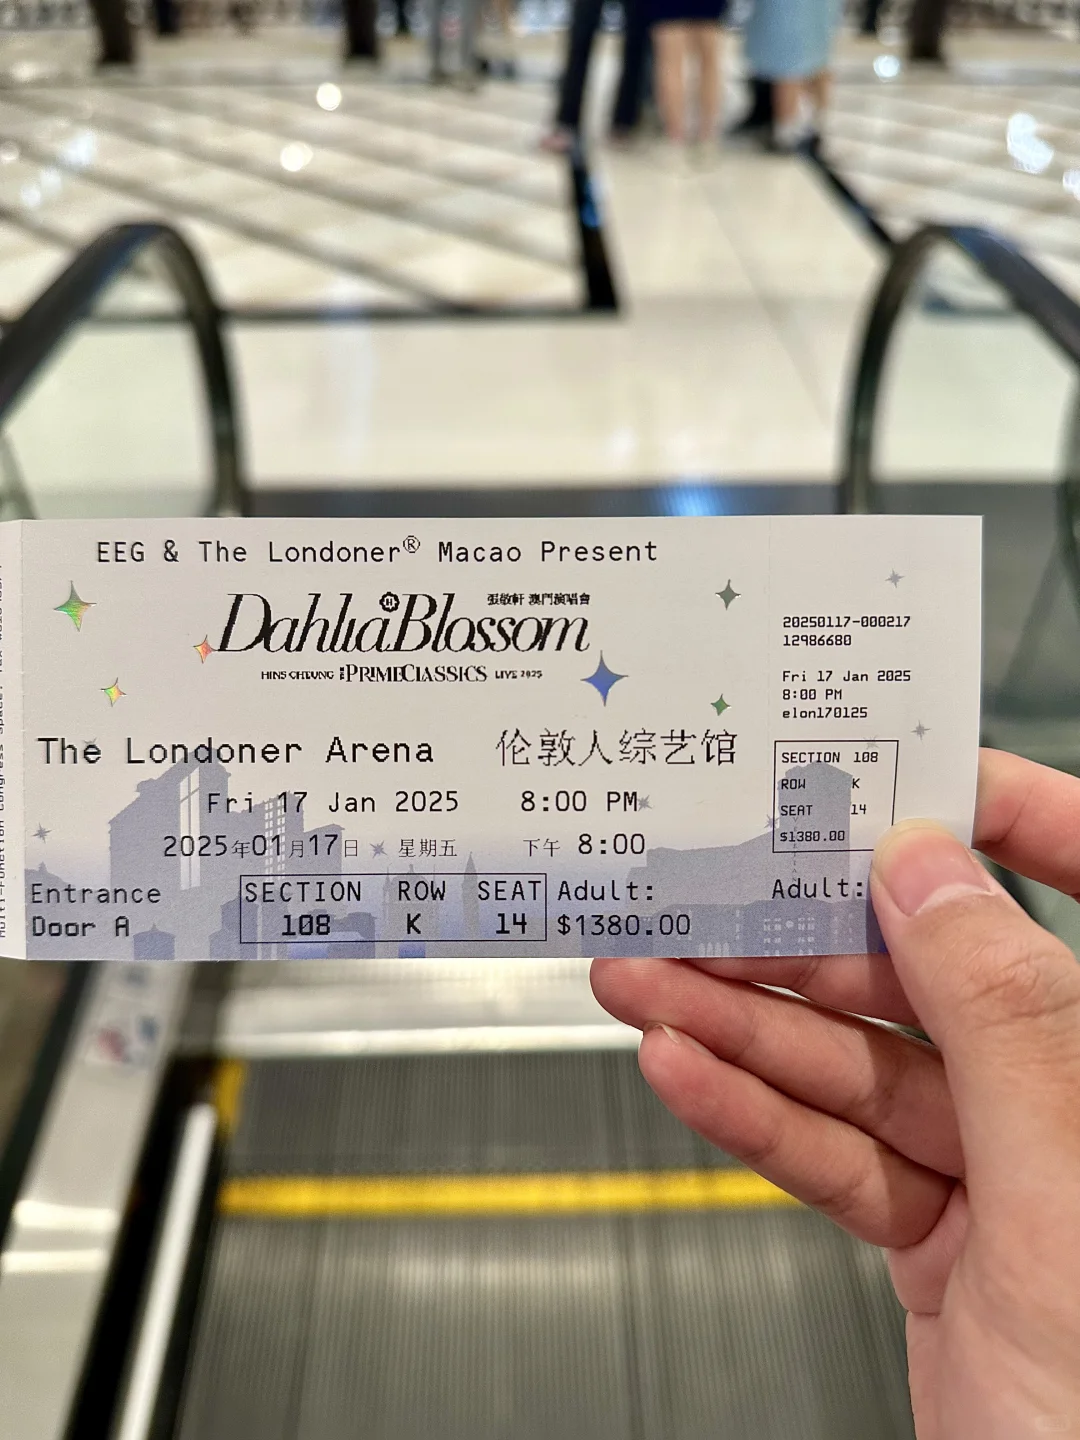 EEG & The Londoner® Macao Present
張敬軒 澳門演唱會
Dahlia Blossom
HINS CHEUNG THE PRIME CLASSICS LIVE 2025
The Londoner Arena 伦敦人综艺馆
Fri 17 Jan 2025 8:00 PM
2025年01月17日 星期五 下午 8:00
Entrance SECTION ROW SEAT Adult:
Door A 108 K 14 $1380.00
20250117-000217
12986680
Fri 17 Jan 2025
8:00 PM
elon170125
SECTION 108
ROW K
SEAT 14
$1380.00
Adult: